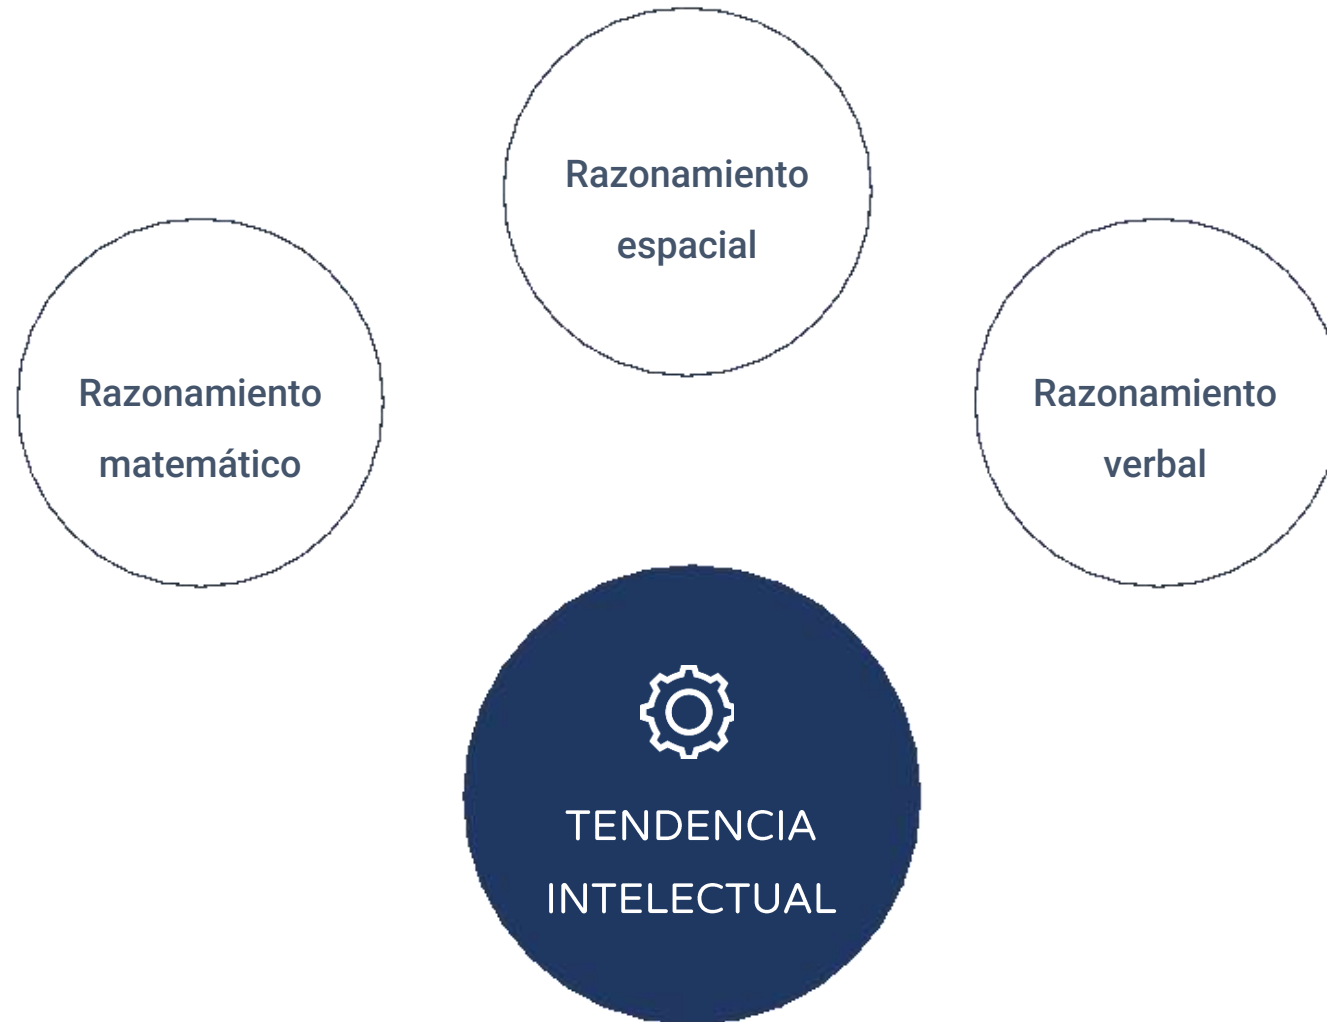 Razonamiento
espacial
Razonamiento
matemático
Razonamiento
verbal
TENDENCIA
INTELECTUAL